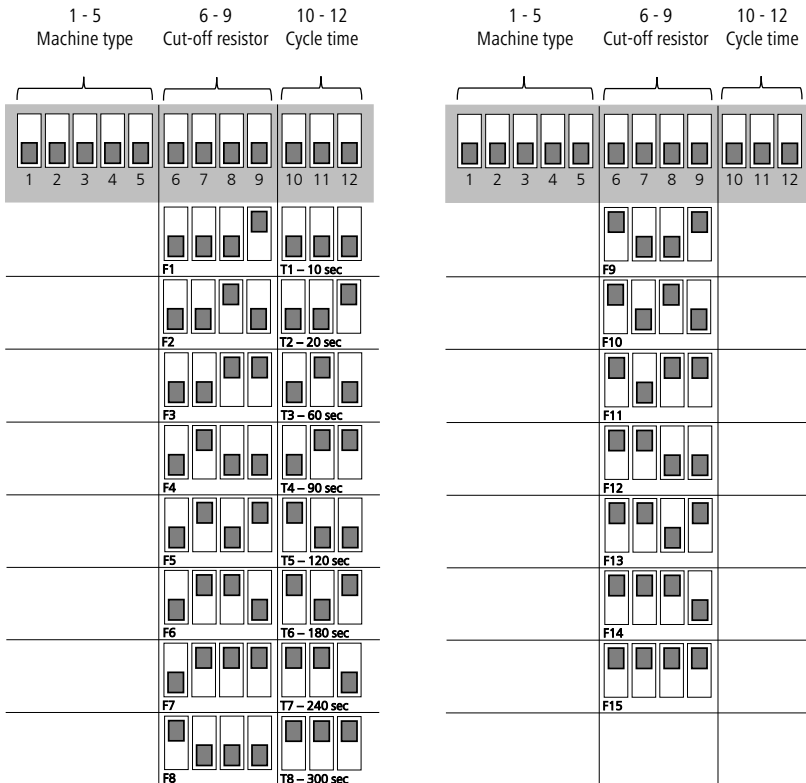 1 - 5 6 - 9 10 - 12
Machine type Cut-off resistor Cycle time
1 2 3 4 5 6 7 8 9 10 11 12
F1 T1 – 10 sec
F2 T2 – 20 sec
F3 T3 – 60 sec
F4 T4 – 90 sec
F5 T5 – 120 sec
F6 T6 – 180 sec
F7 T7 – 240 sec
F8 T8 – 300 sec
1 - 5 6 - 9 10 - 12
Machine type Cut-off resistor Cycle time
1 2 3 4 5 6 7 8 9 10 11 12
F9
F10
F11
F12
F13
F14
F15